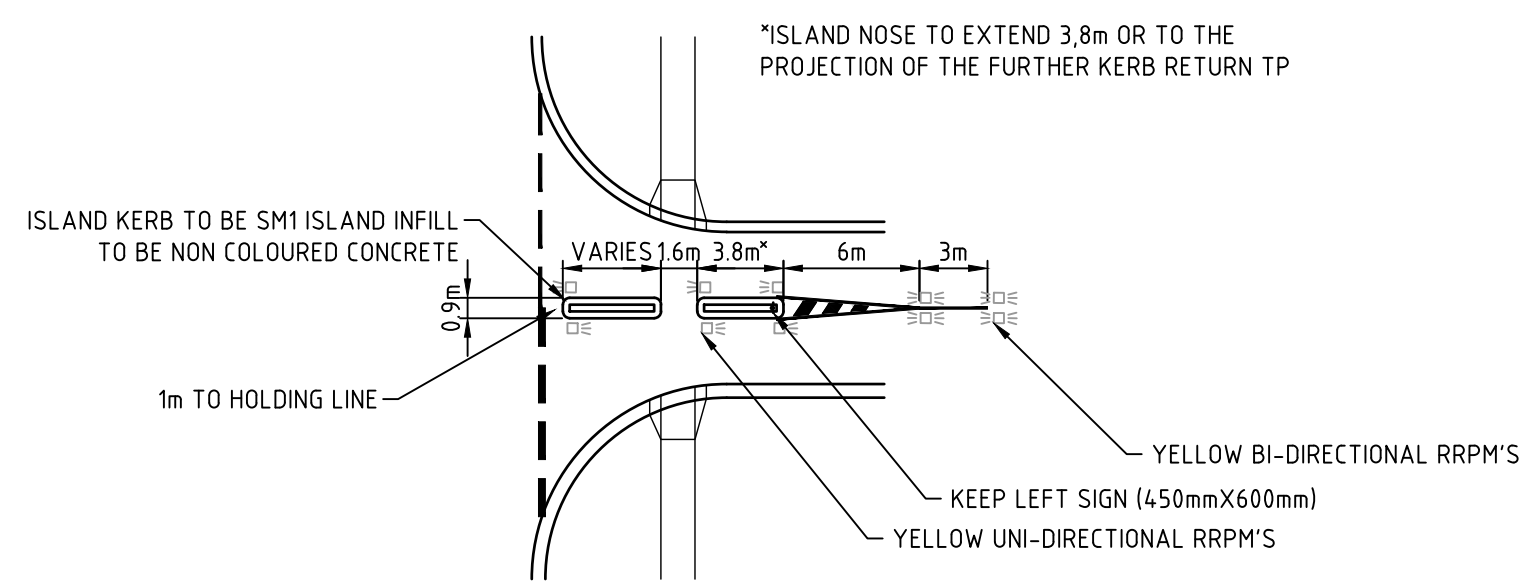 *ISLAND NOSE TO EXTEND 3,8m OR TO THE
PROJECTION OF THE FURTHER KERB RETURN TP
ISLAND KERB TO BE SM1 ISLAND INFILL
TO BE NON COLOURED CONCRETE
VARIES 1.6m 3.8m* 6m 3m
0,9m
1m TO HOLDING LINE
YELLOW BI-DIRECTIONAL RRPM'S
KEEP LEFT SIGN (450mmX600mm)
YELLOW UNI-DIRECTIONAL RRPM'S